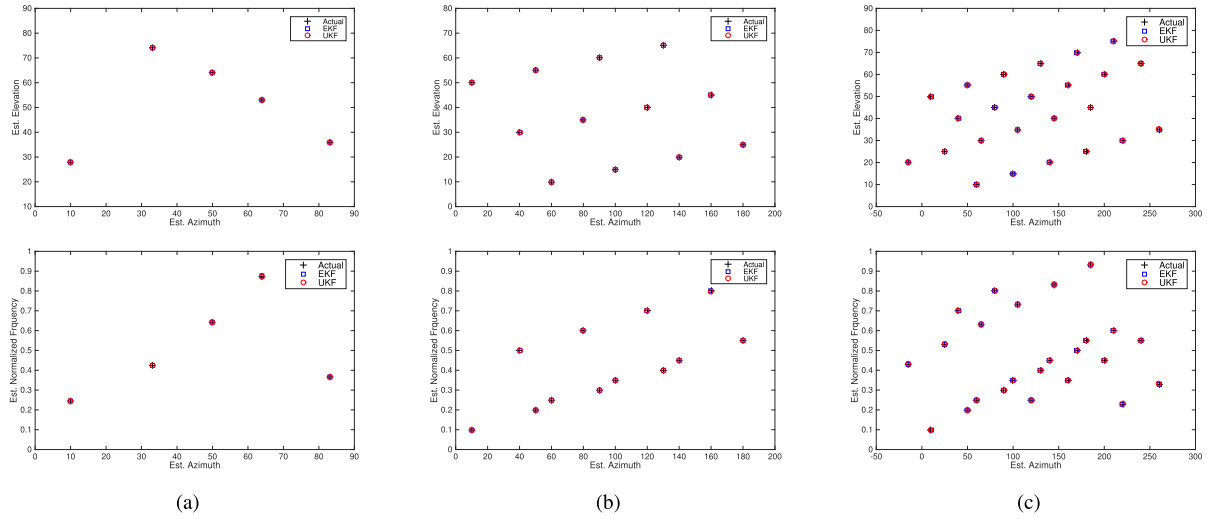 90
80
70
60
50
40
30
20
10
Est. Elevation
0 10 20 30 40 50 60 70 80 90
Est. Azimuth
Actual
EKF
UKF
80
70
60
50
40
30
20
10
0
Est. Elevation
0 20 40 60 80 100 120 140 160 180 200
Est. Azimuth
Actual
EKF
UKF
90
80
70
60
50
40
30
20
10
0
Est. Elevation
-50 0 50 100 150 200 250 300
Est. Azimuth
Actual
EKF
UKF
1
0.9
0.8
0.7
0.6
0.5
0.4
0.3
0.2
0.1
0
Est. Normalized Frquency
0 10 20 30 40 50 60 70 80 90
Est. Azimuth
Actual
EKF
UKF
1
0.9
0.8
0.7
0.6
0.5
0.4
0.3
0.2
0.1
0
Est. Normalized Frquency
0 20 40 60 80 100 120 140 160 180 200
Est. Azimuth
Actual
EKF
UKF
1
0.9
0.8
0.7
0.6
0.5
0.4
0.3
0.2
0.1
0
Est. Normalized Frquency
-50 0 50 100 150 200 250 300
Est. Azimuth
Actual
EKF
UKF
(a)
(b)
(c)